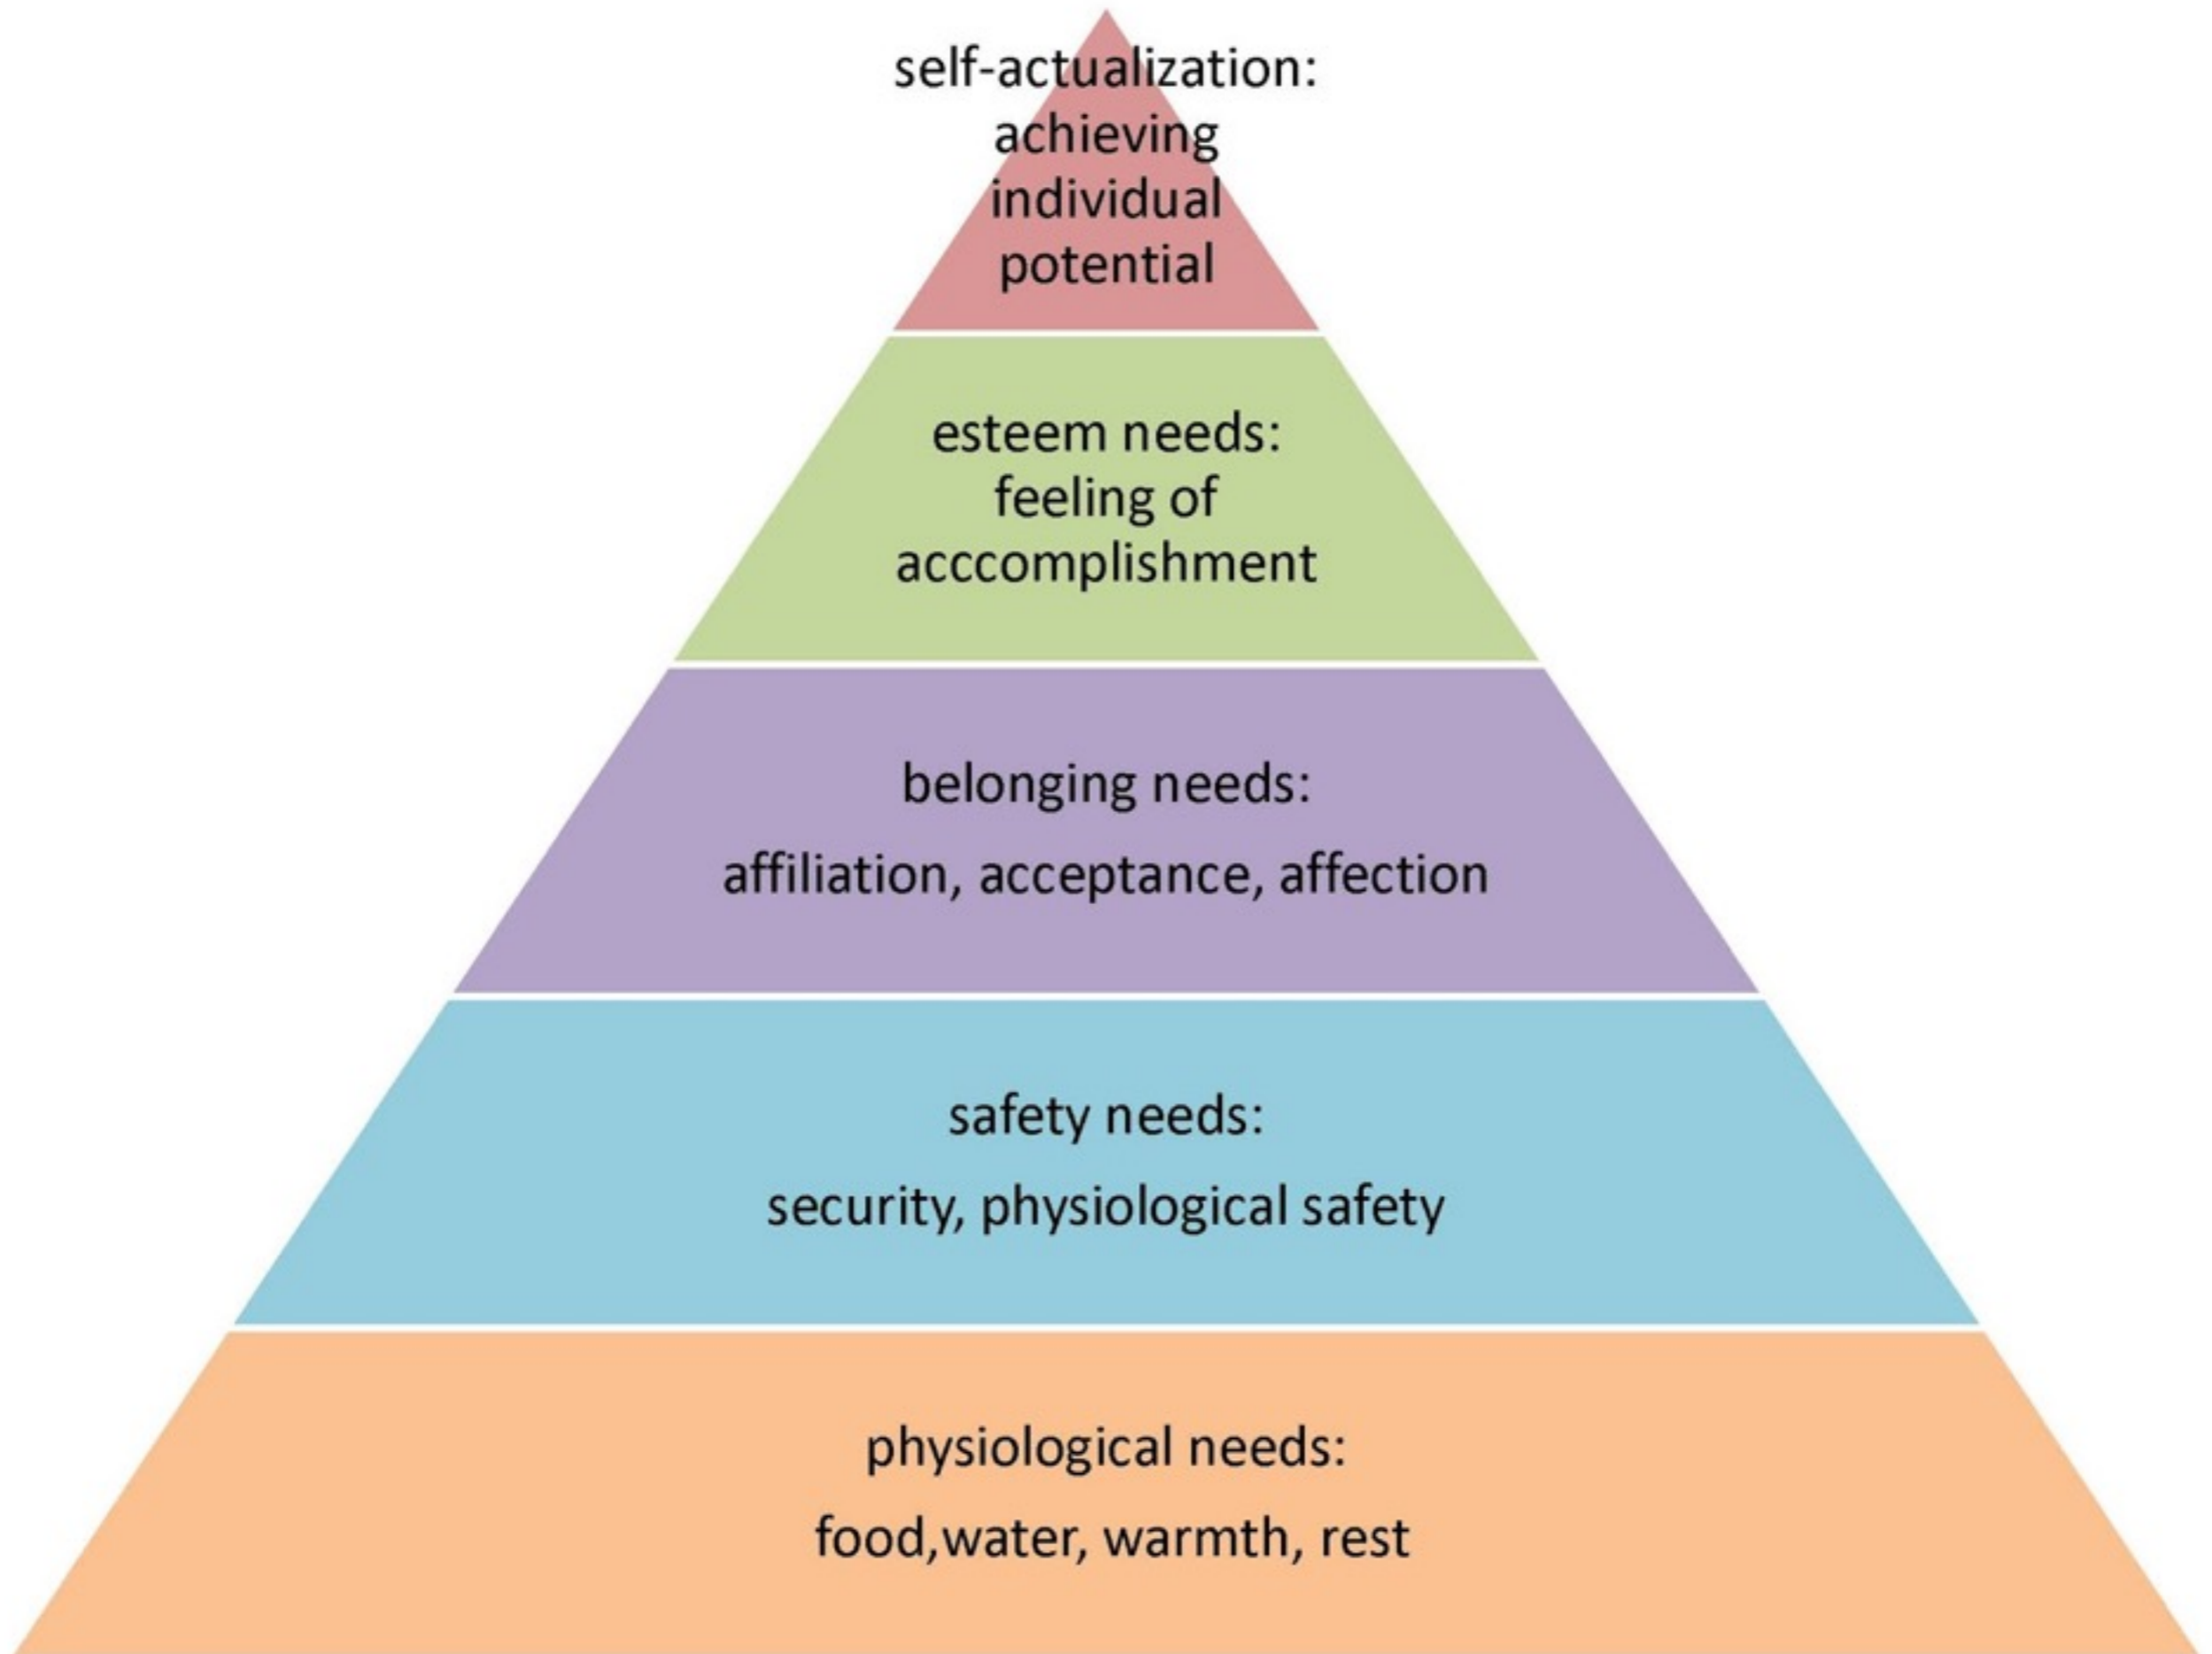 self-actualization:
achieving
individual
potential
esteem needs:
feeling of
acccomplishment
belonging needs:
affiliation, acceptance, affection
safety needs:
security, physiological safety
physiological needs:
food,water, warmth, rest